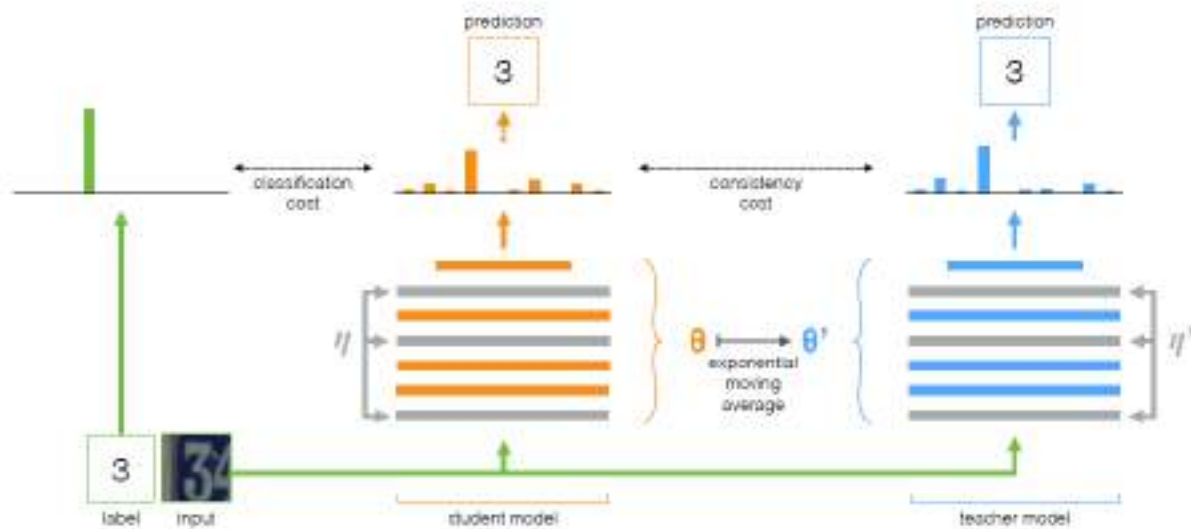 prediction
3
prediction
3
classification
cost
consistency
cost
η
θ
θ'
η'
exponential
moving
average
3
34
label
input
student model
teacher model